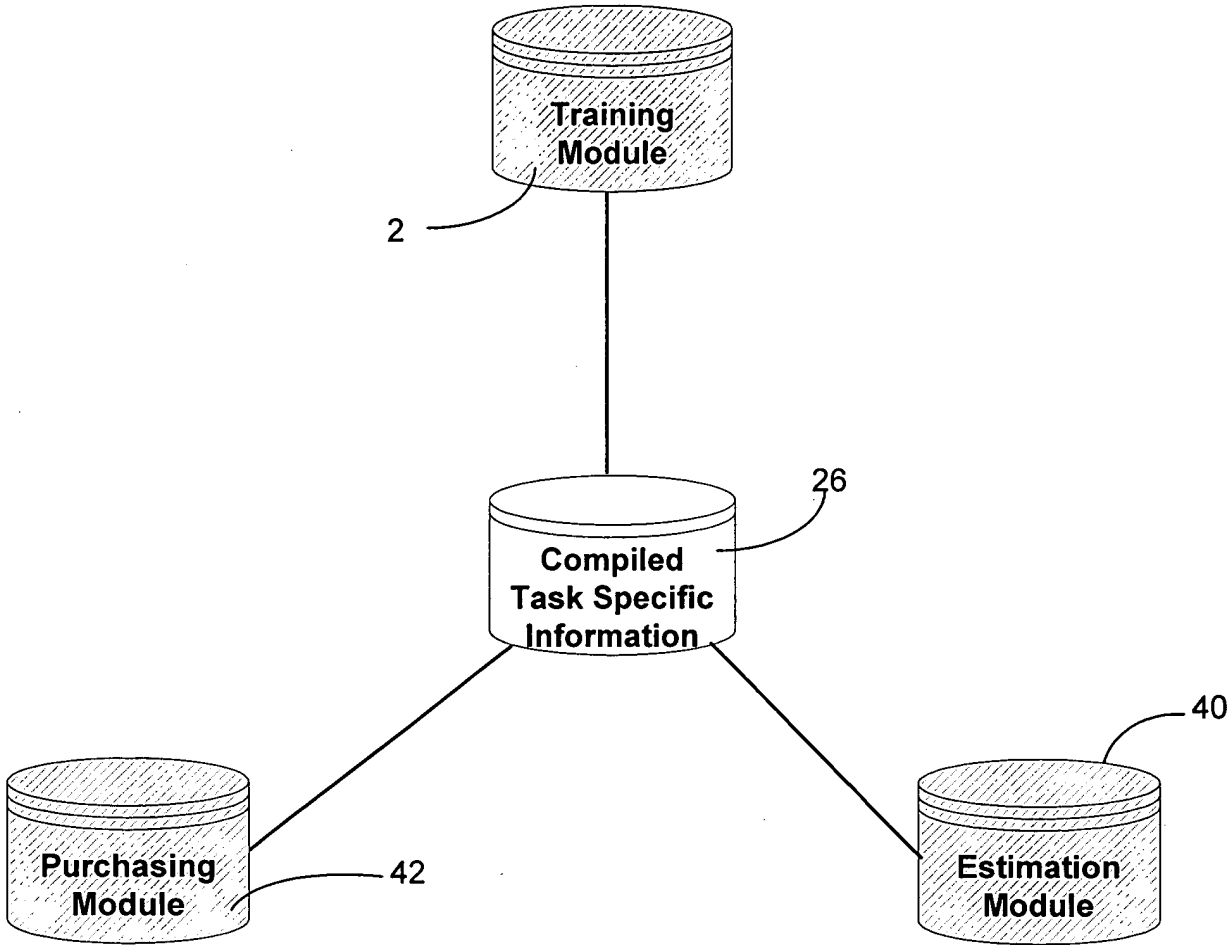 Training
Module
2
26
Compiled
Task Specific
Information
40
Purchasing
Module
42
Estimation
Module